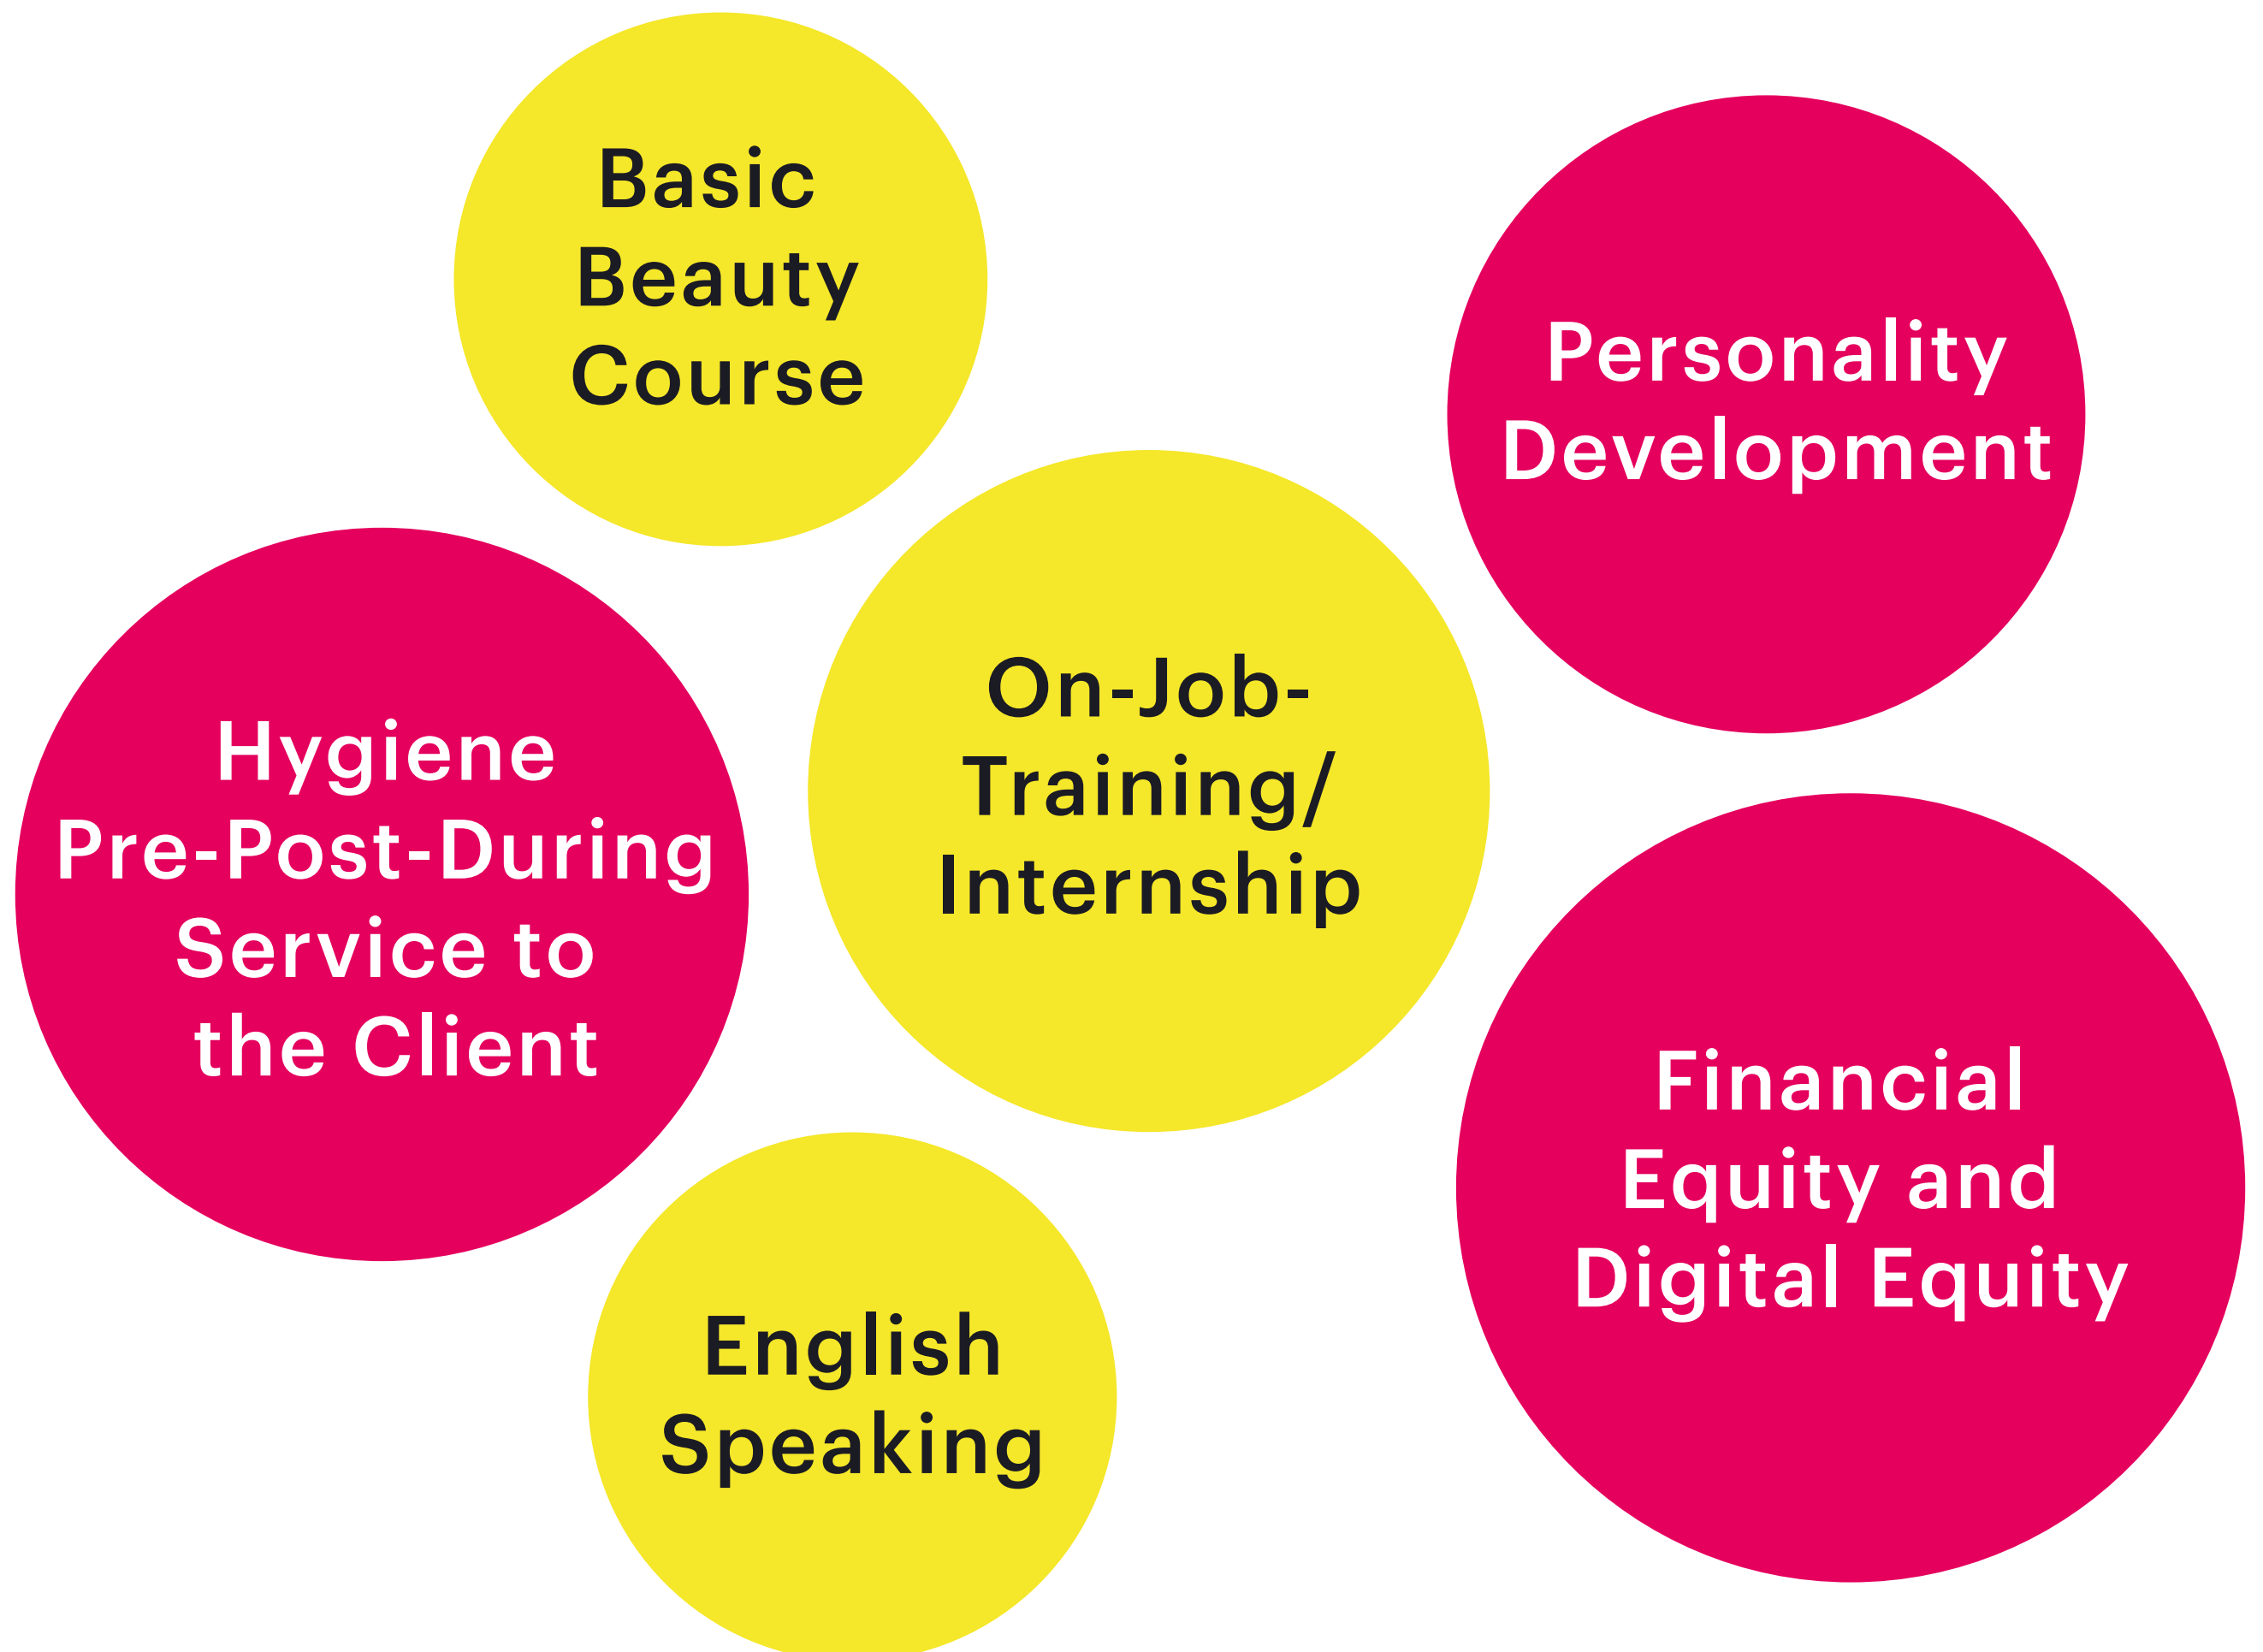 Basic
Beauty
Course
Personality
Development
Hygiene
Pre-Post-During
Service to
the Client
On-Job-
Training/
Internship
Financial
Equity and
Digital Equity
English
Speaking